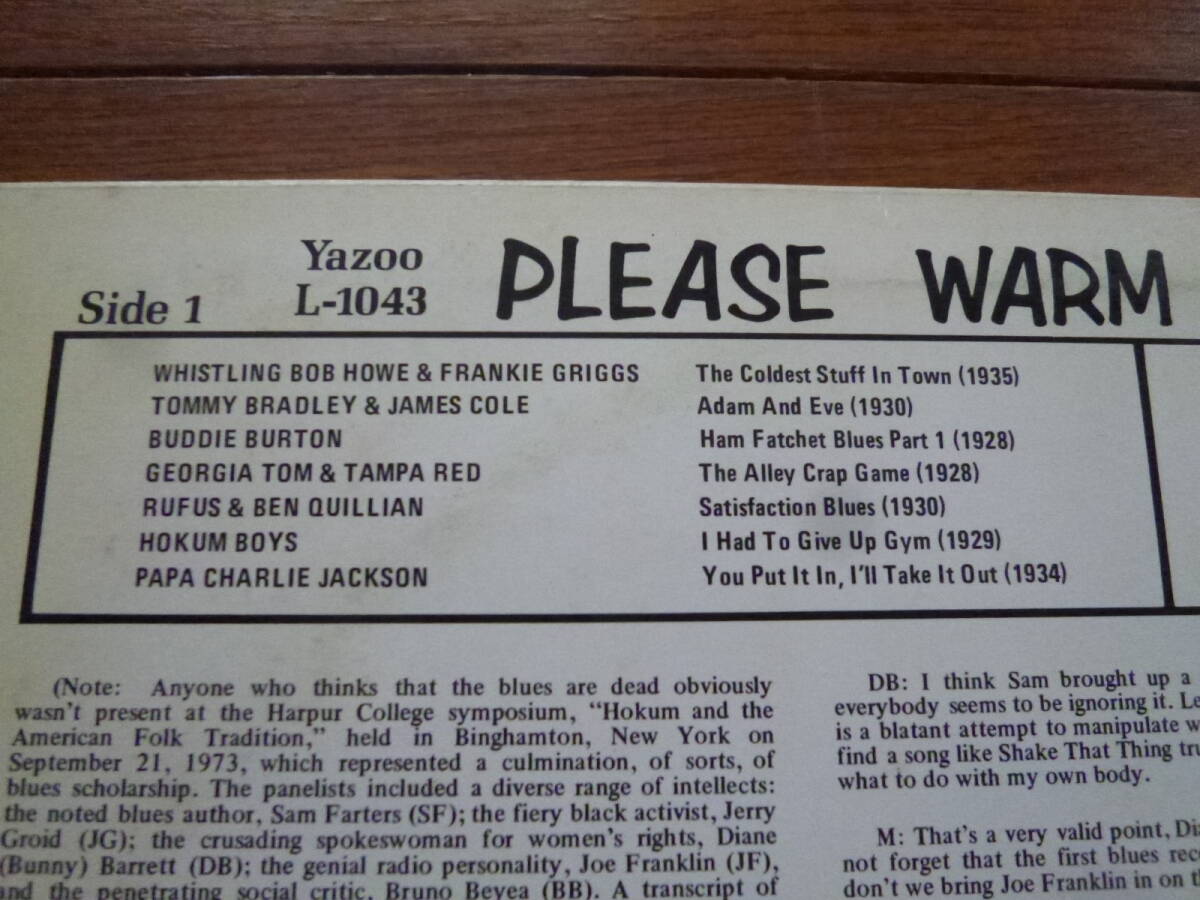 Yazoo
Side 1 L-1043 PLEASE WARM
WHISTLING BOB HOWE & FRANKIE GRIGGS The Coldest Stuff In Town (1935)
TOMMY BRADLEY & JAMES COLE Adam And Eve (1930)
BUDDIE BURTON Ham Fatchet Blues Part 1 (1928)
GEORGIA TOM & TAMPA RED The Alley Crap Game (1928)
RUFUS & BEN QUILLIAN Satisfaction Blues (1930)
HOKUM BOYS I Had To Give Up Gym (1929)
PAPA CHARLIE JACKSON You Put It In, I'll Take It Out (1934)
(Note: Anyone who thinks that the blues are dead obviously
wasn't present at the Harpur College symposium, "Hokum and the
American Folk Tradition," held in Binghamton, New York on
September 21, 1973, which represented a culmination, of sorts, of
blues scholarship. The panelists included a diverse range of intellects:
the noted blues author, Sam Farters (SF); the fiery black activist, Jerry
Groid (JG); the crusading spokeswoman for women's rights, Diane
(Bunny) Barrett (DB); the genial radio personality, Joe Franklin (JF),
and the penetrating social critic, Bruno Beyea (BB). A transcript of
DB: I think Sam brought up a
everybody seems to be ignoring it.
is a blatant attempt to manipulate
find a song like Shake That Thing
what to do with my own body.
M: That's a very valid point,
not forget that the first blues
don't we bring Joe Franklin in on